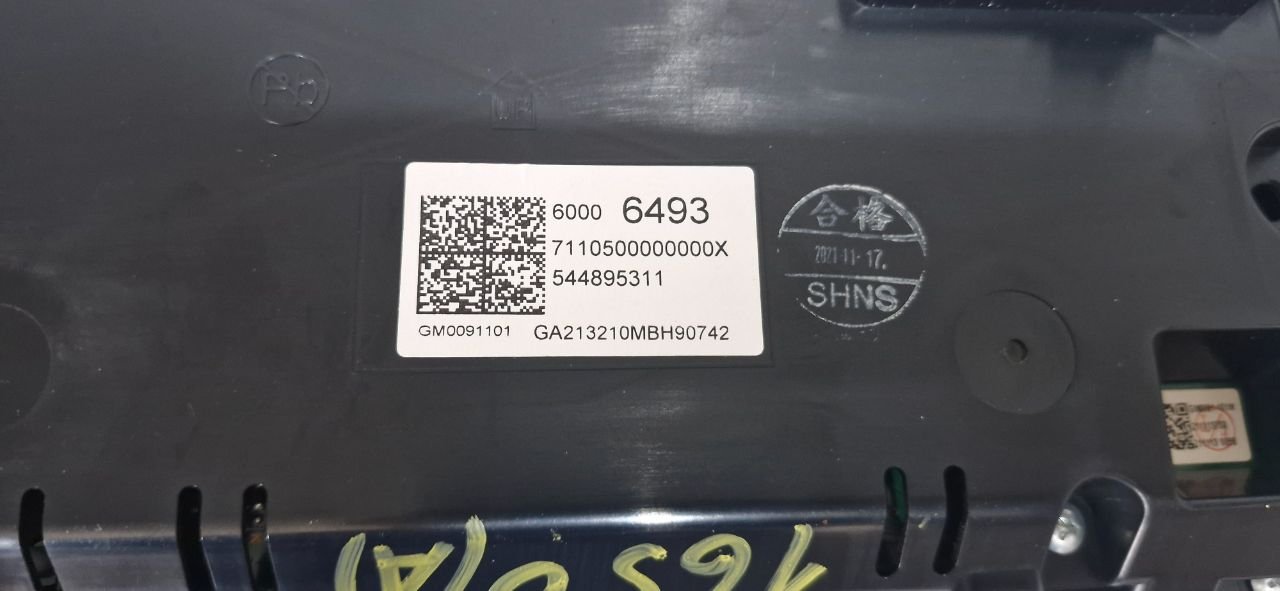 6000 6493
7110500000000X
544895311
GM0091101 GA213210MBH90742
合格
2021-11-17.
SHNS